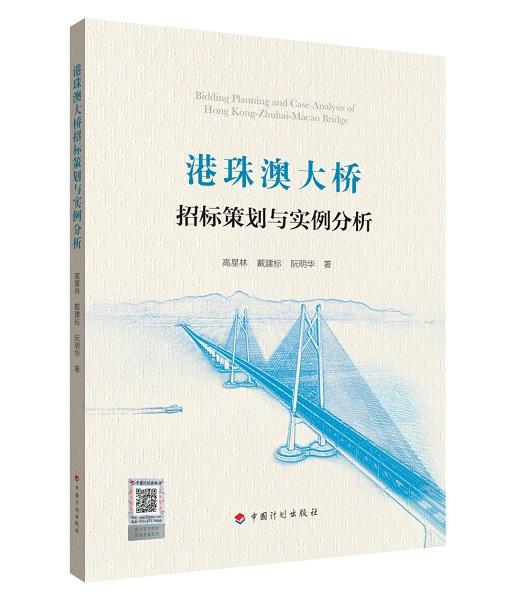 Bidding Planning and Case Analysis of
Hong Kong-Zhuhai-Macao Bridge
港珠澳大桥
招标策划与实例分析
高星林 戴建标 阮明华 著
中国计划出版社
港珠澳大桥招标策划与实例分析
高星林 戴建标 阮明华 著